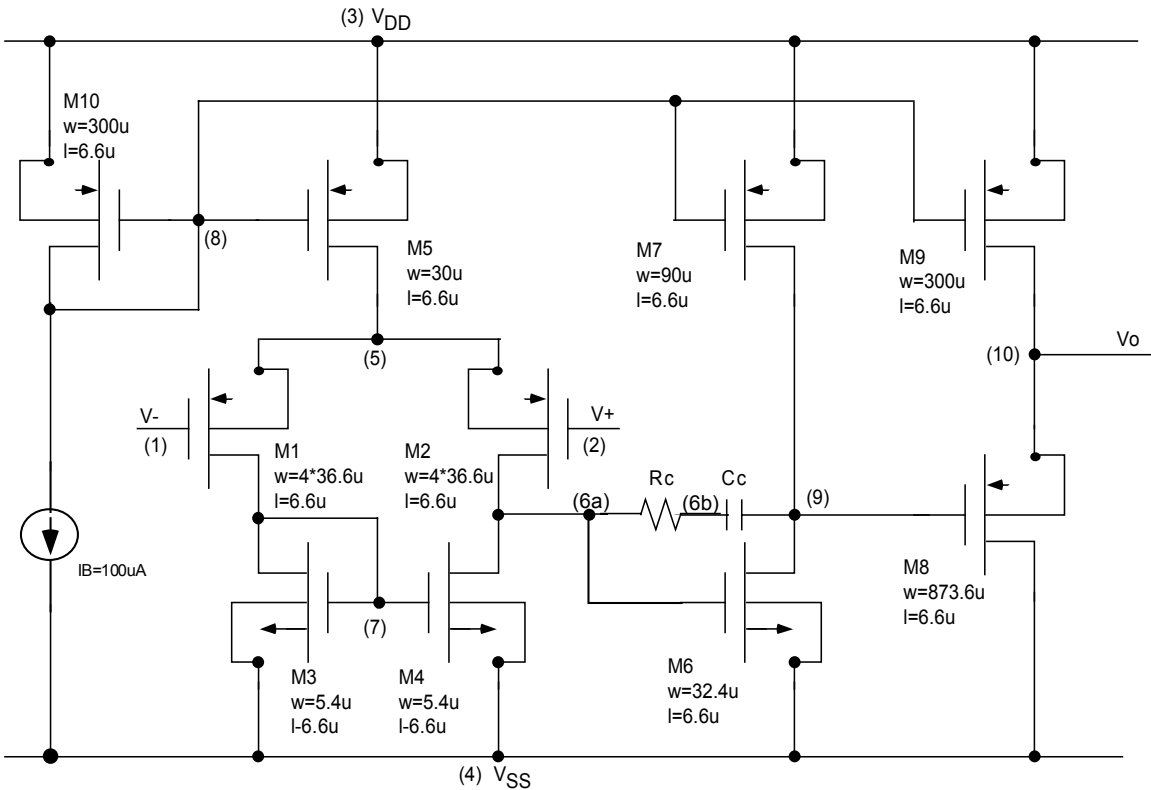 (3) VDD
M10
w=300u
l=6.6u
(8)
M5
w=30u
l=6.6u
M7
w=90u
l=6.6u
M9
w=300u
l=6.6u
(5)
(10)
Vo
V-
(1)
V+
(2)
M1
w=4*36.6u
l=6.6u
M2
w=4*36.6u
l=6.6u
Rc
Cc
(6a)
(6b)
(9)
IB=100uA
M8
w=873.6u
l=6.6u
(7)
M3
w=5.4u
l-6.6u
M4
w=5.4u
l-6.6u
M6
w=32.4u
l=6.6u
(4) VSS